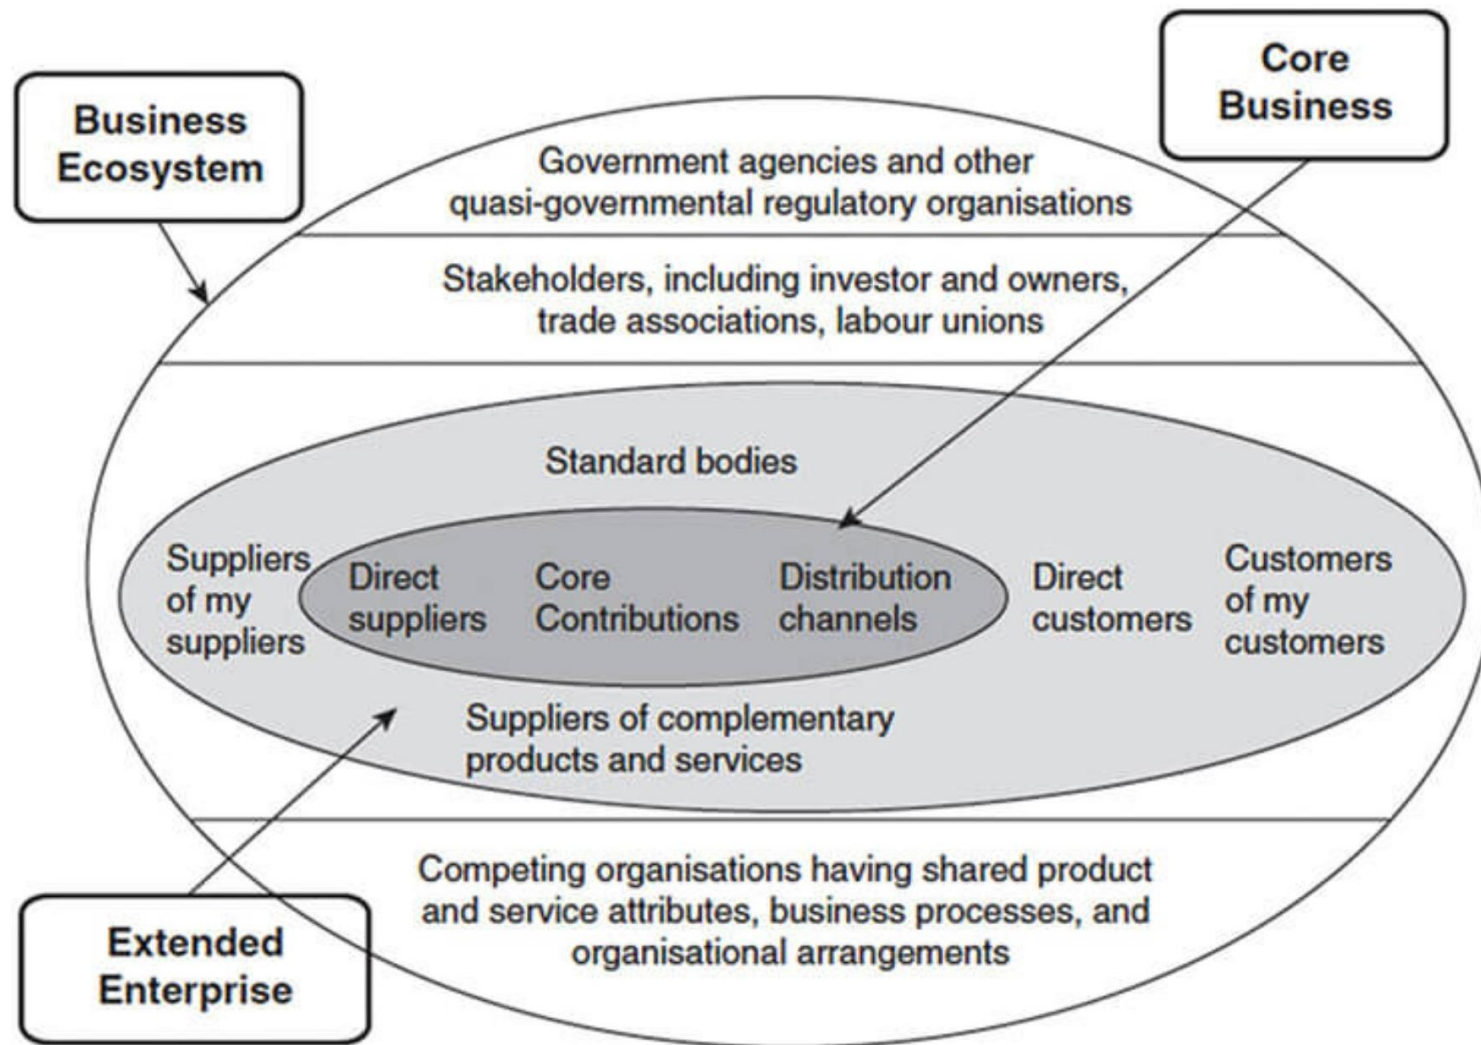 Core
Business
Business
Ecosystem
Government agencies and other
quasi-governmental regulatory organisations
Stakeholders, including investor and owners,
trade associations, labour unions
Standard bodies
Suppliers
of my
suppliers
Direct
suppliers
Core
Contributions
Distribution
channels
Direct
customers
Customers
of my
customers
Suppliers of complementary
products and services
Competing organisations having shared product
and service attributes, business processes, and
organisational arrangements
Extended
Enterprise